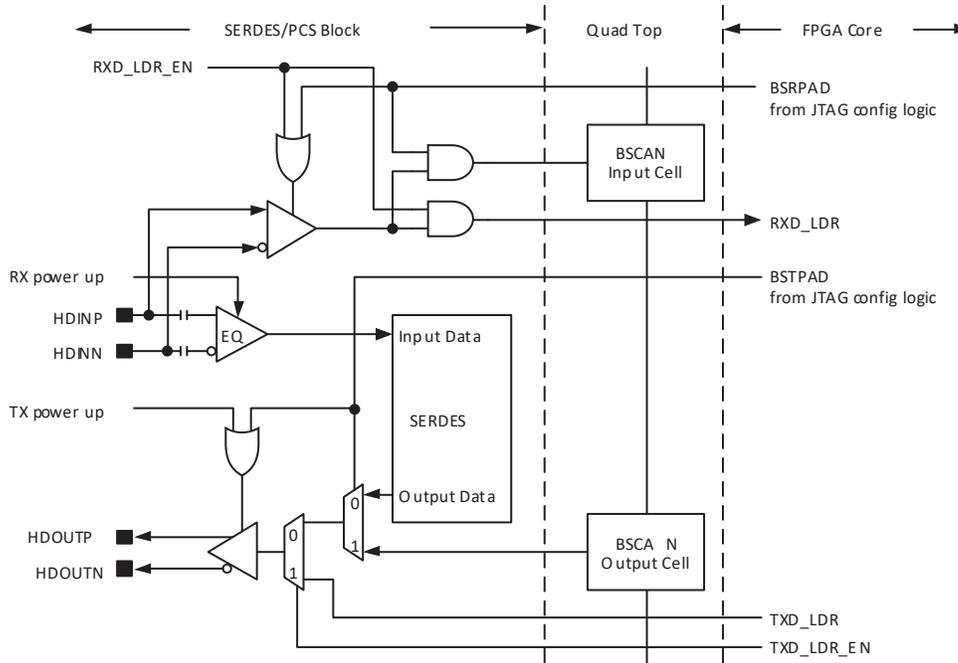 SERDES/PCS Block
Quad Top
FPGA Core
RXD_LDR_EN
BSRPAD
from JTAG config logic
BSCAN
Input Cell
RXD_LDR
RX power up
BSTPAD
from JTAG config logic
HDINP
EQ
Input Data
HDINN
TX power up
SERDES
Output Data
0
1
HDOUTP
0
BSCA N
Output Cell
HDOUTN
1
TXD_LDR
TXD_LDR_EN